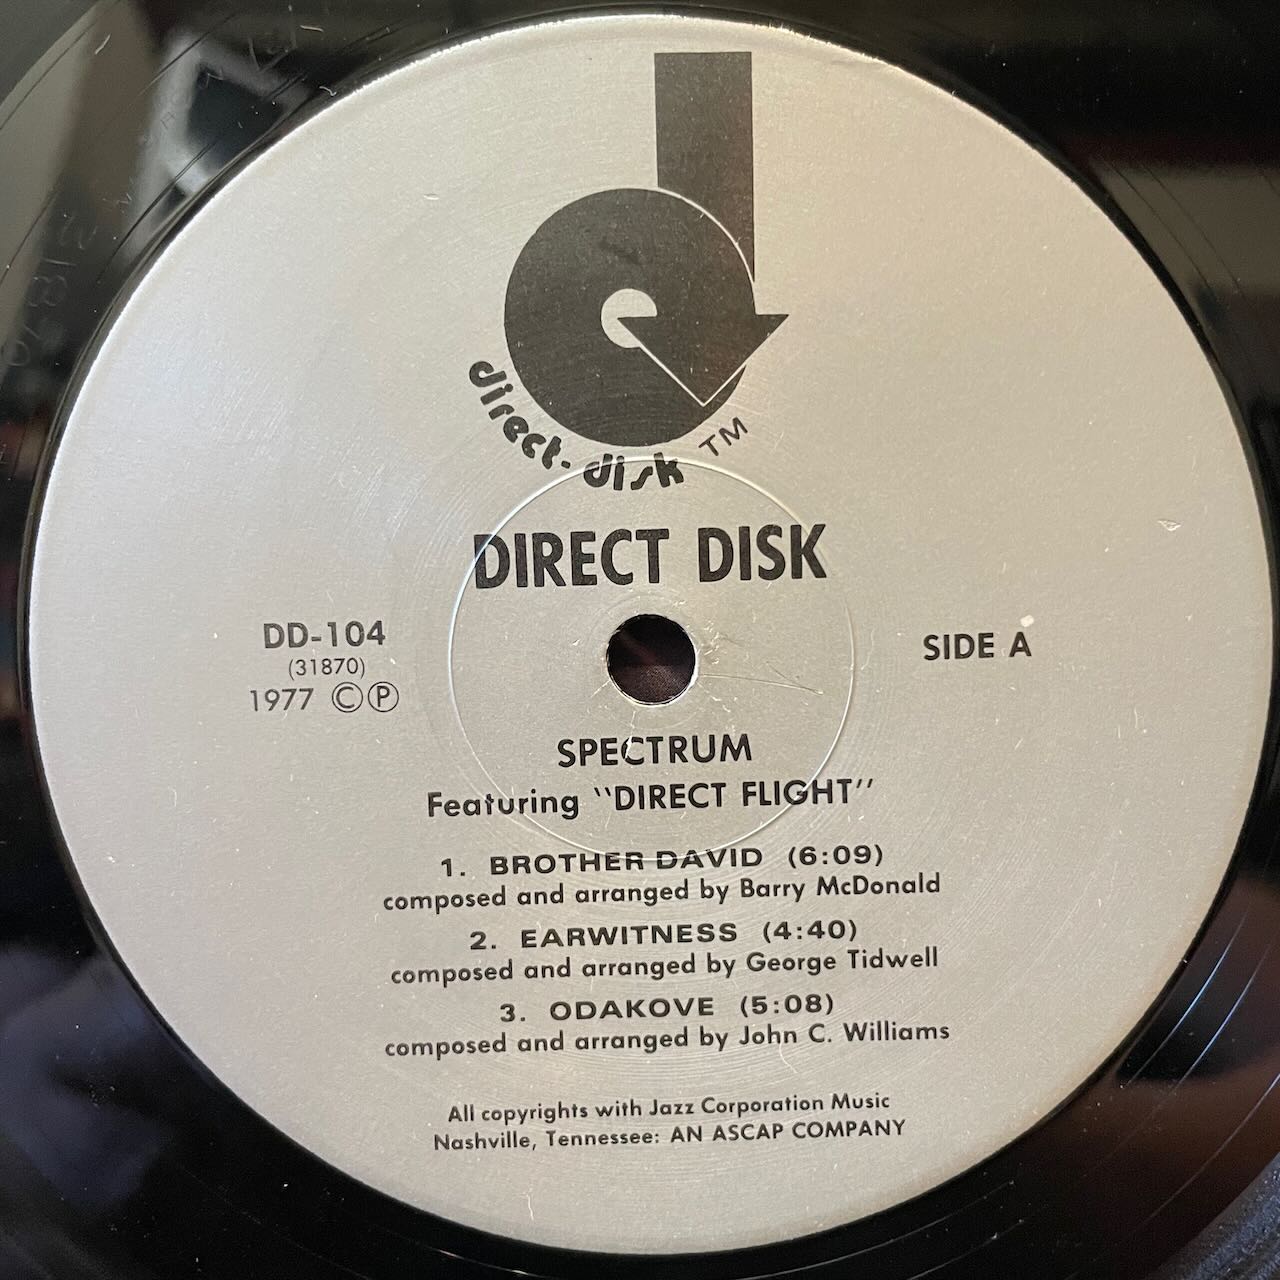 direct-disk TM
DIRECT DISK
DD-104
(31870)
1977 ©℗
SIDE A
SPECTRUM
Featuring "DIRECT FLIGHT"
1. BROTHER DAVID (6:09)
composed and arranged by Barry McDonald
2. EARWITNESS (4:40)
composed and arranged by George Tidwell
3. ODAKOVE (5:08)
composed and arranged by John C. Williams
All copyrights with Jazz Corporation Music
Nashville, Tennessee: AN ASCAP COMPANY